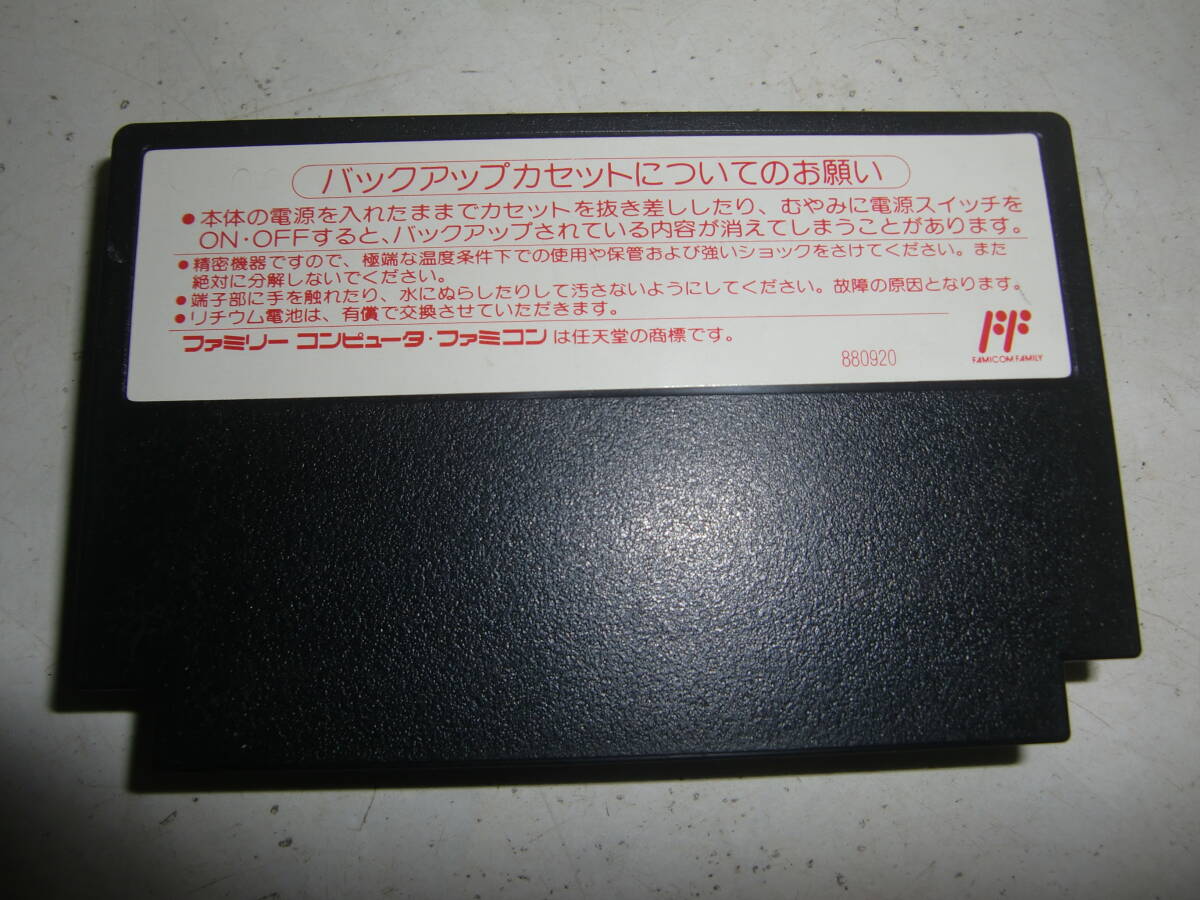 バックアップカセットについてのお願い
●本体の電源を入れたままでカセットを抜き差ししたり、むやみに電源スイッチを
ON・OFFすると、バックアップされている内容が消えてしまうことがあります。
●精密機器ですので、極端な温度条件下での使用や保管および強いショックをさけてください。また
絶対に分解しないでください。
●端子部に手を触れたり、水にぬらしたりして汚さないようにしてください。故障の原因となります。
●リチウム電池は、有償で交換させていただきます。
ファミリー コンピュータ・ファミコン は任天堂の商標です。
880920
FF
FAMICOM FAMILY